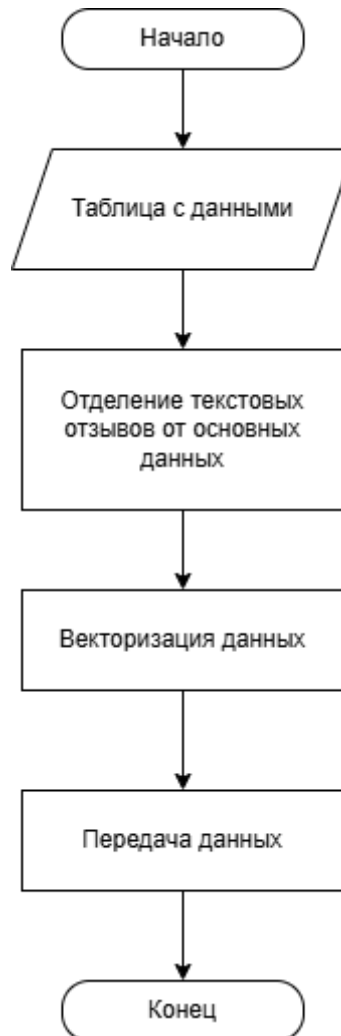 Начало
Таблица с данными
Отделение текстовых
отзывов от основных
данных
Векторизация данных
Передача данных
Конец